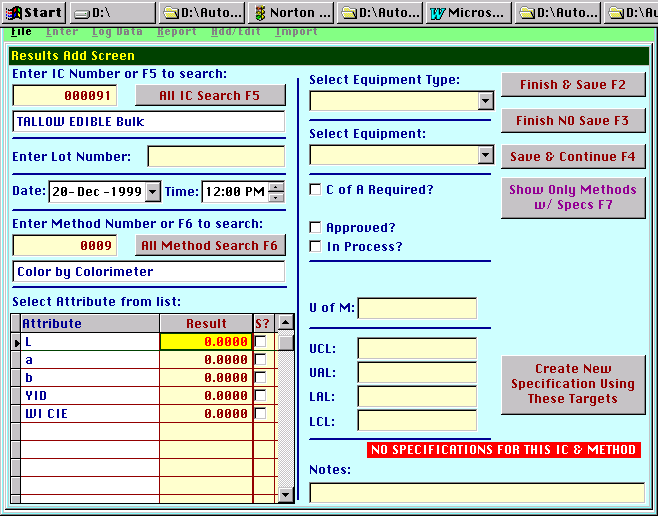 Start D:\ D:\Auto... Norton ... D:\Auto... Micros... D:\Auto... D:\Au
File Enter Log Data Report Add/Edit Import
Results Add Screen
Enter IC Number or F5 to search:
000091 All IC Search F5
TALLOW EDIBLE Bulk
Enter Lot Number:
Date: 20-Dec -1999 Time: 12:00 PM
Enter Method Number or F6 to search:
0009 All Method Search F6
Color by Colorimeter
Select Attribute from list:
Attribute Result S?
L 0.0000
a 0.0000
b 0.0000
YID 0.0000
WI CIE 0.0000
Select Equipment Type:
Select Equipment:
C of A Required?
Approved?
In Process?
U of M:
UCL:
UAL:
LAL:
LCL:
NO SPECIFICATIONS FOR THIS IC & METHOD
Notes:
Finish & Save F2
Finish NO Save F3
Save & Continue F4
Show Only Methods
w/ Specs F7
Create New
Specification Using
These Targets